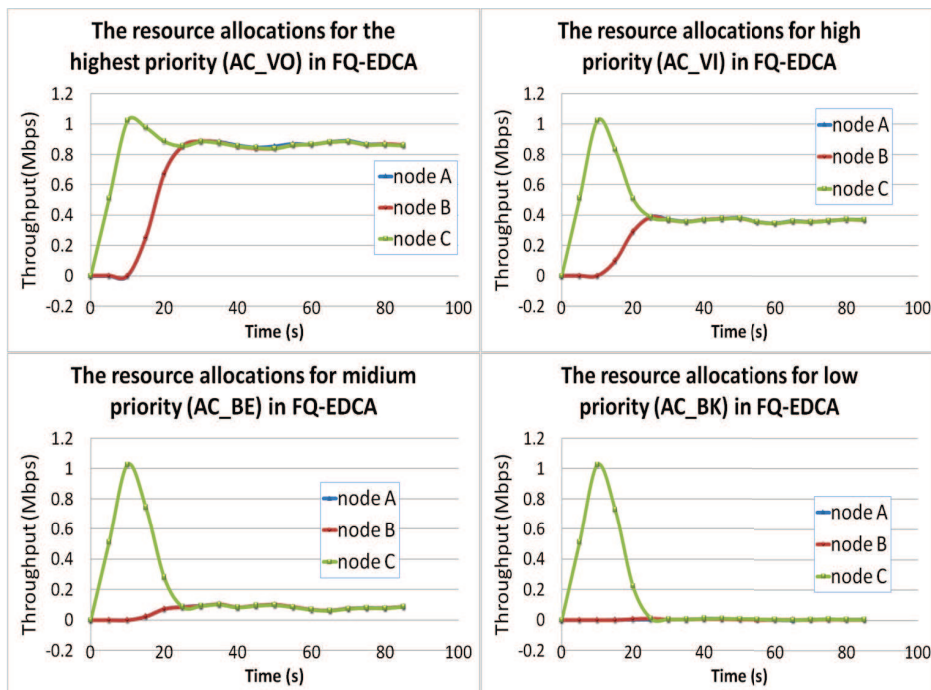 The resource allocations for the
highest priority (AC_VO) in FQ-EDCA
Throughput (Mbps)
1.2
1
0.8
0.6
0.4
0.2
0
-0.2
0 20 40 60 80 100
Time (s)
node A
node B
node C
The resource allocations for high
priority (AC_VI) in FQ-EDCA
Throughput (Mbps)
1.2
1
0.8
0.6
0.4
0.2
0
-0.2
0 20 40 60 80 100
Time (s)
node A
node B
node C
The resource allocations for midium
priority (AC_BE) in FQ-EDCA
Throughput (Mbps)
1.2
1
0.8
0.6
0.4
0.2
0
-0.2
0 20 40 60 80 100
Time (s)
node A
node B
node C
The resource allocations for low
priority (AC_BK) in FQ-EDCA
Throughput (Mbps)
1.2
1
0.8
0.6
0.4
0.2
0
-0.2
0 20 40 60 80 100
Time (s)
node A
node B
node C